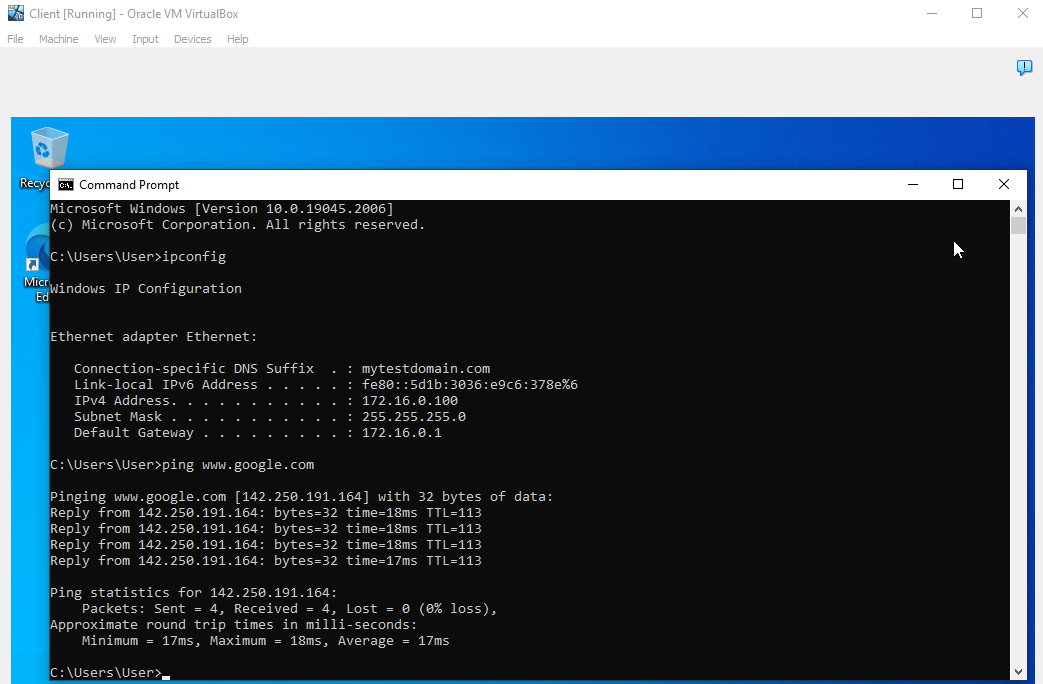 Client [Running] - Oracle VM VirtualBox
File Machine View Input Devices Help
Command Prompt
Microsoft Windows [Version 10.0.19045.2006]
(c) Microsoft Corporation. All rights reserved.
C:\Users\User>ipconfig
Windows IP Configuration
Ethernet adapter Ethernet:
Connection-specific DNS Suffix  . : mytestdomain.com
Link-local IPv6 Address . . . . . : fe80::5d1b:3036:e9c6:378e%6
IPv4 Address. . . . . . . . . . . : 172.16.0.100
Subnet Mask . . . . . . . . . . . : 255.255.255.0
Default Gateway . . . . . . . . . : 172.16.0.1
C:\Users\User>ping www.google.com
Pinging www.google.com [142.250.191.164] with 32 bytes of data:
Reply from 142.250.191.164: bytes=32 time=18ms TTL=113
Reply from 142.250.191.164: bytes=32 time=18ms TTL=113
Reply from 142.250.191.164: bytes=32 time=18ms TTL=113
Reply from 142.250.191.164: bytes=32 time=17ms TTL=113
Ping statistics for 142.250.191.164:
Packets: Sent = 4, Received = 4, Lost = 0 (0% loss),
Approximate round trip times in milli-seconds:
Minimum = 17ms, Maximum = 18ms, Average = 17ms
C:\Users\User>
Recyc
Micr
Ed